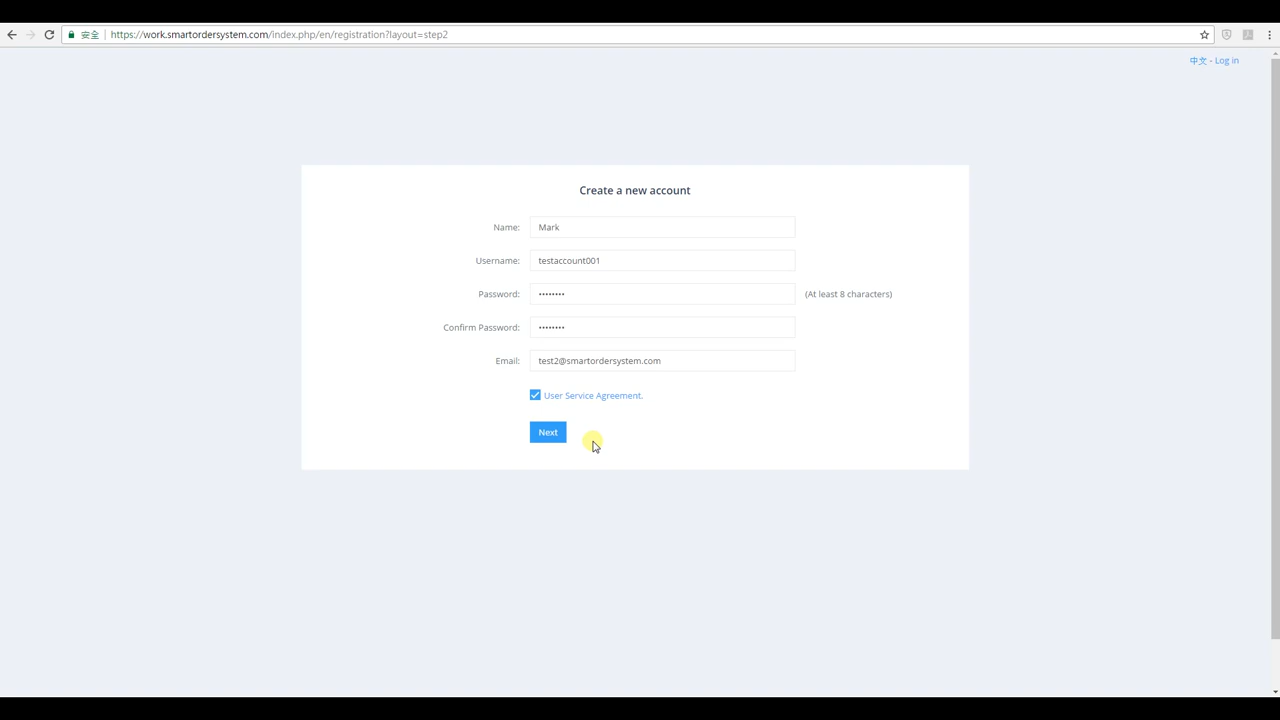 安全 https://work.smartordersystem.com/index.php/en/registration?layout=step2
中文 - Log in
Create a new account
Name: Mark
Username: testaccount001
Password: •••••••• (At least 8 characters)
Confirm Password: ••••••••
Email: test2@smartordersystem.com
User Service Agreement.
Next